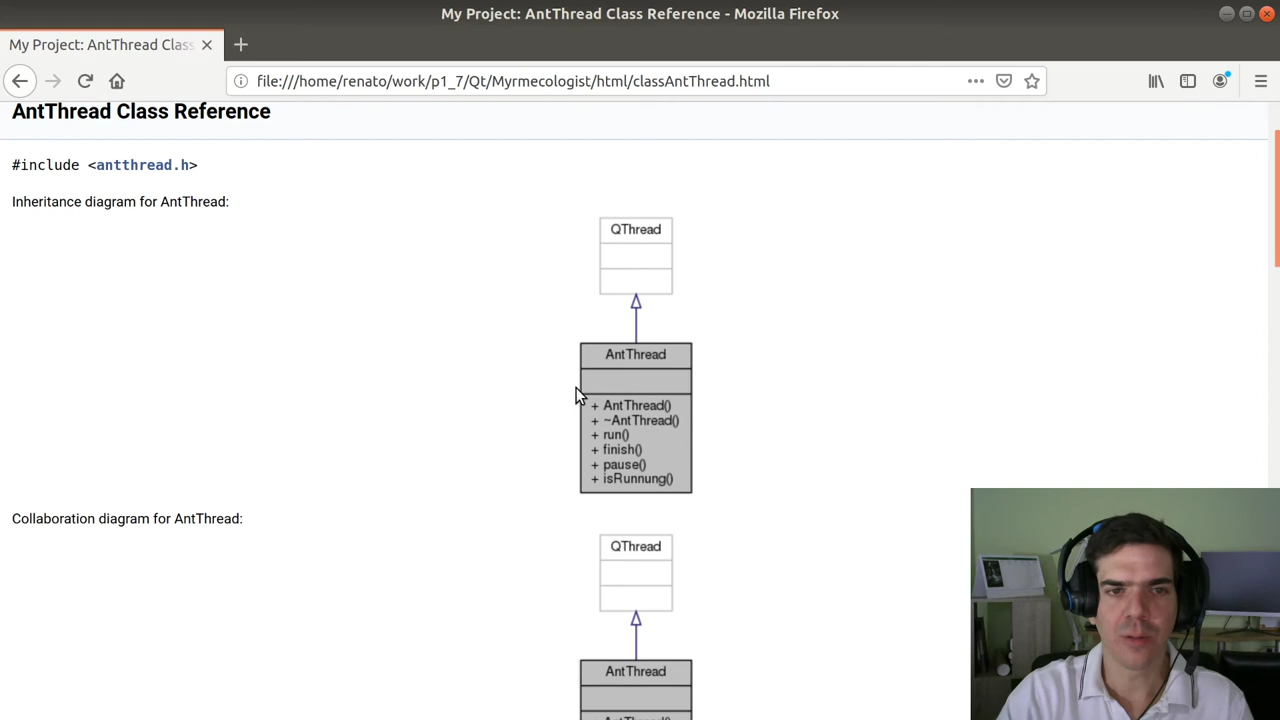 My Project: AntThread Class Reference - Mozilla Firefox
My Project: AntThread Class
file:///home/renato/work/p1_7/Qt/Myrmecologist/html/classAntThread.html
AntThread Class Reference
#include <antthread.h>
Inheritance diagram for AntThread:
QThread
AntThread
+ AntThread()
+ ~AntThread()
+ run()
+ finish()
+ pause()
+ isRunnung()
Collaboration diagram for AntThread:
QThread
AntThread